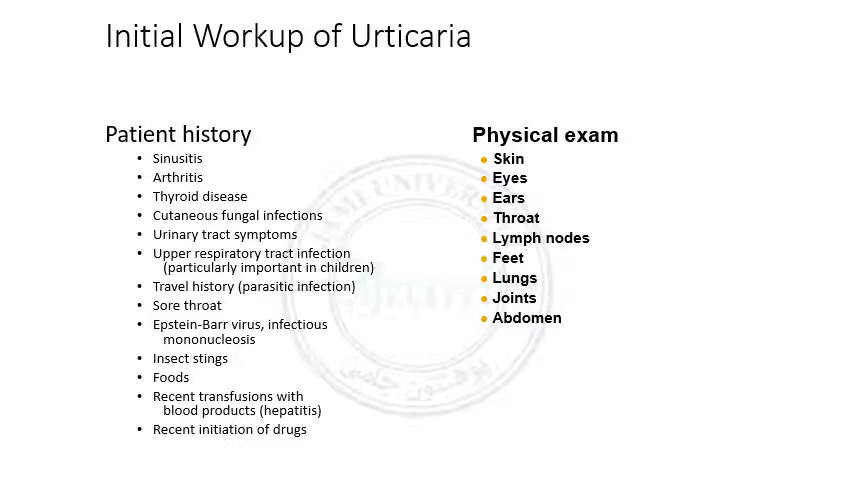 Initial Workup of Urticaria
Patient history
• Sinusitis
• Arthritis
• Thyroid disease
• Cutaneous fungal infections
• Urinary tract symptoms
• Upper respiratory tract infection
(particularly important in children)
• Travel history (parasitic infection)
• Sore throat
• Epstein-Barr virus, infectious
mononucleosis
• Insect stings
• Foods
• Recent transfusions with
blood products (hepatitis)
• Recent initiation of drugs
Physical exam
• Skin
• Eyes
• Ears
• Throat
• Lymph nodes
• Feet
• Lungs
• Joints
• Abdomen